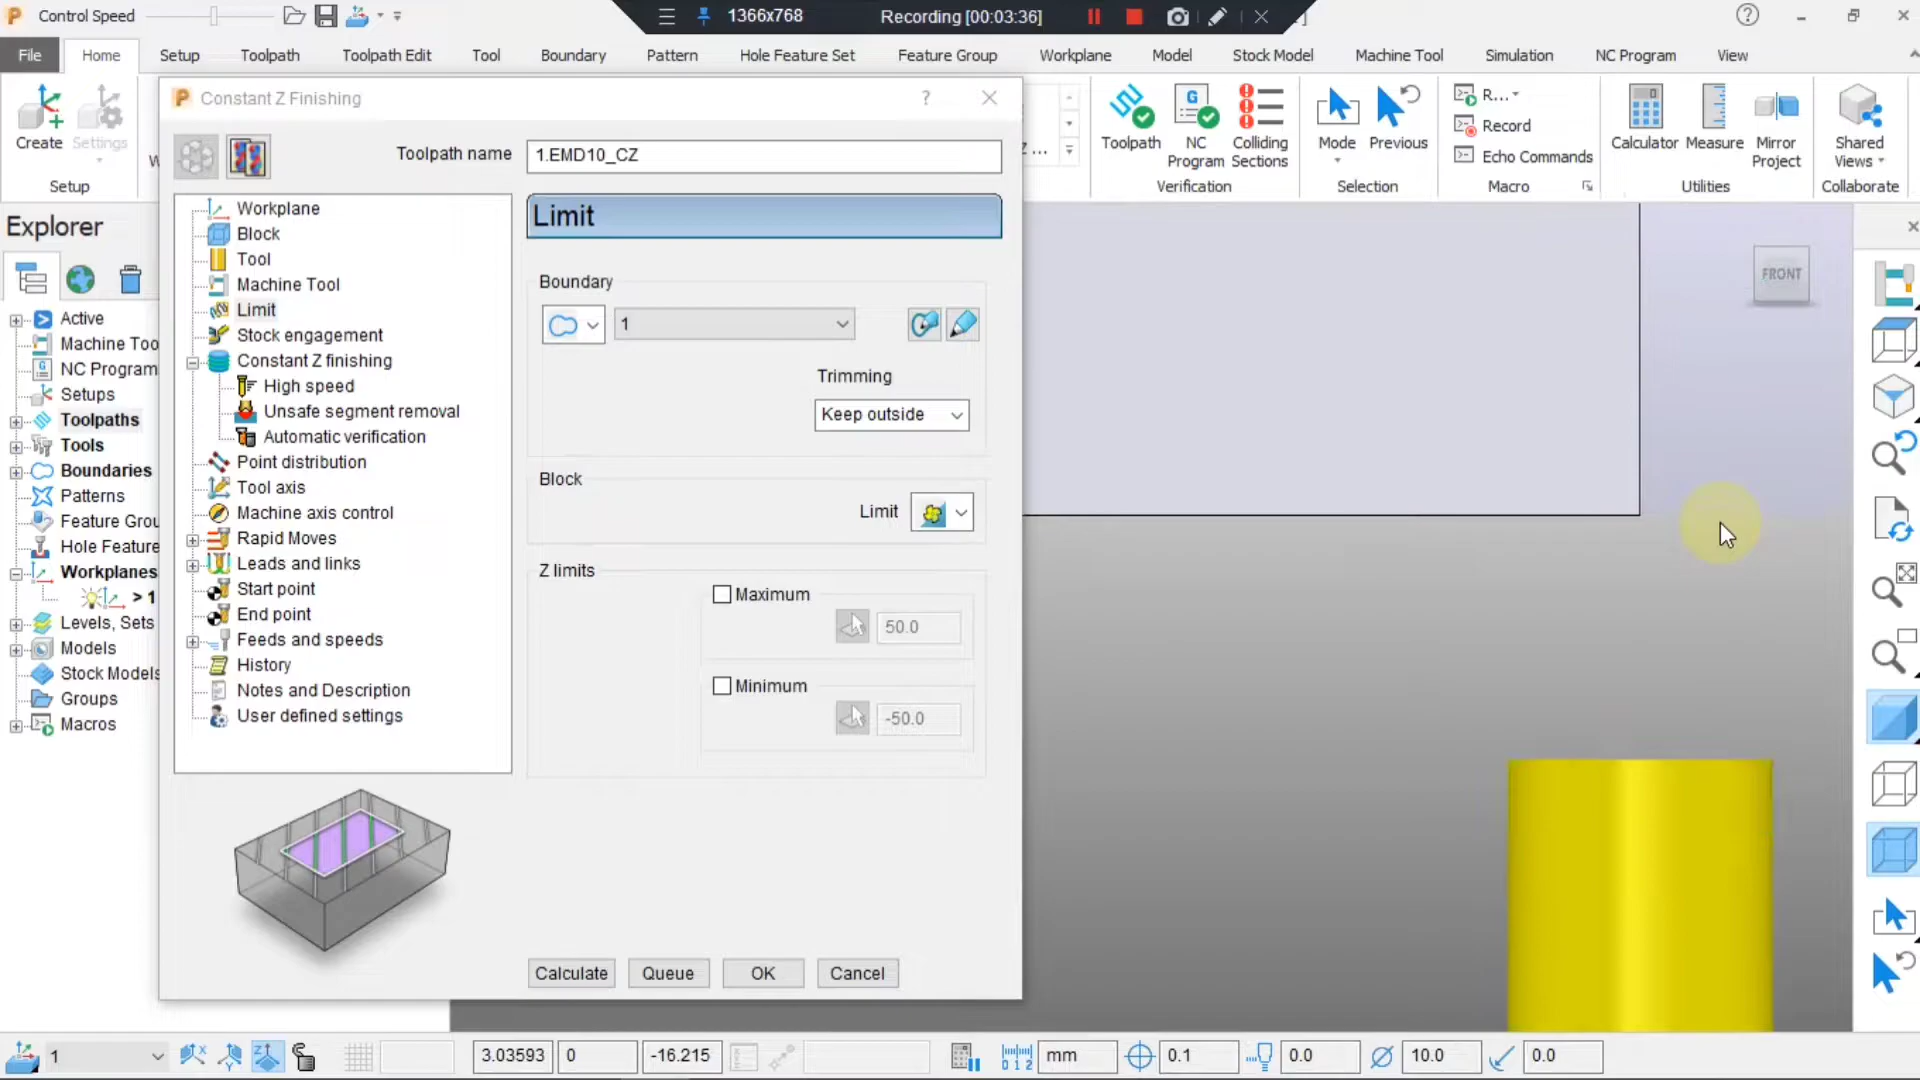 Control Speed
1366x768
Recording [00:03:36]
File
Home
Setup
Toolpath
Toolpath Edit
Tool
Boundary
Pattern
Hole Feature Set
Feature Group
Workplane
Model
Stock Model
Machine Tool
Simulation
NC Program
View
Create
Settings
Setup
Toolpath
NC Program
Colliding Sections
Verification
Mode
Previous
Selection
R...
Record
Echo Commands
Macro
Calculator
Measure
Mirror Project
Utilities
Shared Views
Collaborate
Explorer
Active
Machine Too
NC Program
Setups
Toolpaths
Tools
Boundaries
Patterns
Feature Grou
Hole Feature
Workplanes
> 1
Levels, Sets
Models
Stock Models
Groups
Macros
Constant Z Finishing
?
Toolpath name
1.EMD10_CZ
Workplane
Block
Tool
Machine Tool
Limit
Stock engagement
Constant Z finishing
High speed
Unsafe segment removal
Automatic verification
Point distribution
Tool axis
Machine axis control
Rapid Moves
Leads and links
Start point
End point
Feeds and speeds
History
Notes and Description
User defined settings
Limit
Boundary
1
Trimming
Keep outside
Block
Limit
Z limits
Maximum
50.0
Minimum
-50.0
Calculate
Queue
OK
Cancel
FRONT
1
3.03593
0
-16.215
mm
0.1
0.0
10.0
0.0